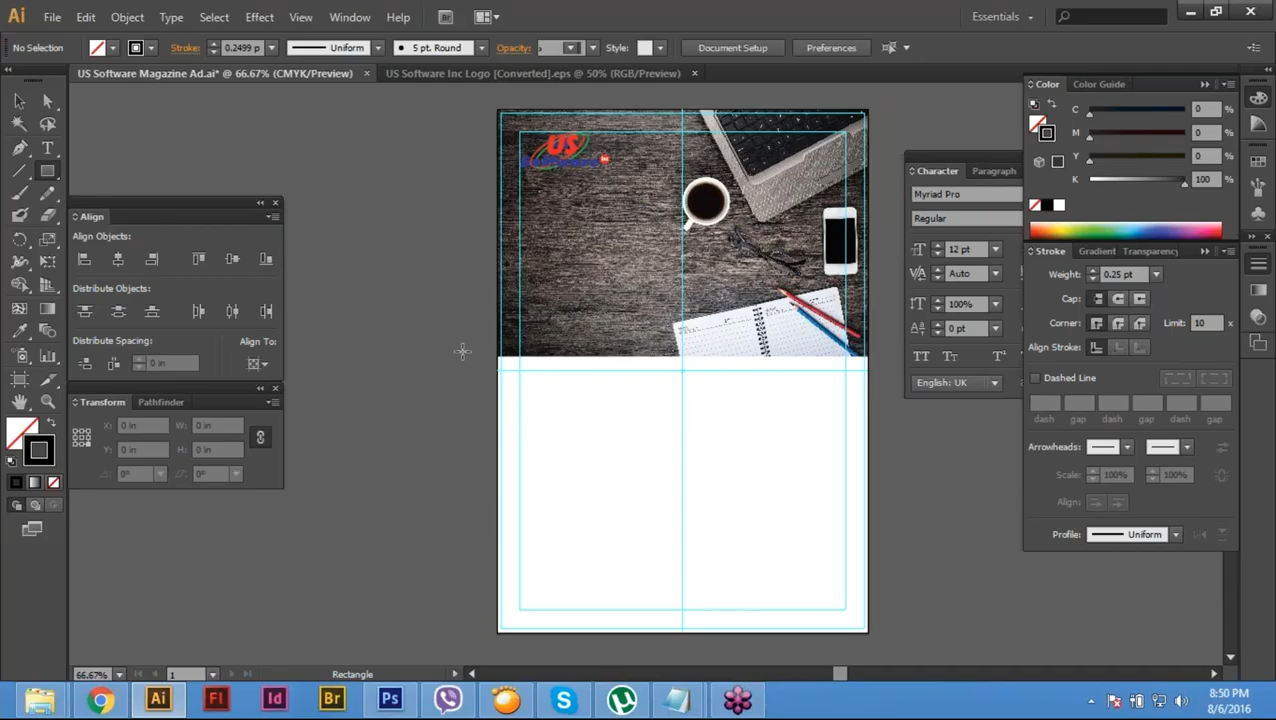 Ai File Edit Object Type Select Effect View Window Help Br Essentials
No Selection Stroke: 0.2499 p Uniform 5 pt. Round Opacity: Style: Document Setup Preferences
US Software Magazine Ad.ai* @ 66.67% (CMYK/Preview) × US Software Inc Logo [Converted].eps @ 50% (RGB/Preview) ×
Color Color Guide
C 0 %
M 0 %
Y 0 %
K 100 %
US
Software
Align
Align Objects:
Distribute Objects:
Distribute Spacing: Align To:
0 in
Transform Pathfinder
X: 0 in W: 0 in
Y: 0 in H: 0 in
0° 0°
Character Paragraph
Myriad Pro
Regular
12 pt Auto
100% 0 pt
English: UK
Stroke Gradient Transparency
Weight: 0.25 pt
Cap:
Corner: Limit: 10 x
Align Stroke:
Dashed Line
dash gap dash gap dash gap
Arrowheads:
Scale: 100% 100%
Align:
Profile: Uniform
66.67% 1 Rectangle
Ai Fl Id Br Ps
8:50 PM
8/6/2016